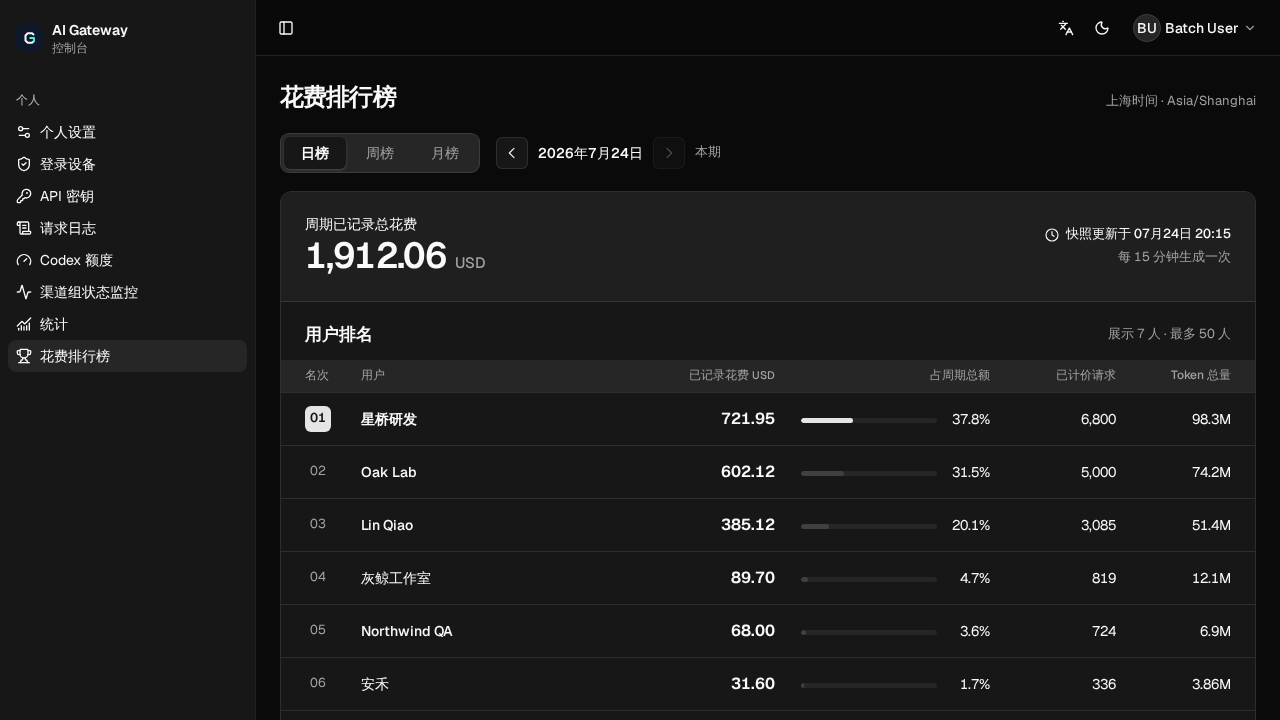 AI Gateway
控制台
BU Batch User
个人
个人设置
登录设备
API 密钥
请求日志
Codex 额度
渠道组状态监控
统计
花费排行榜
花费排行榜
上海时间 · Asia/Shanghai
日榜 周榜 月榜 2026年7月24日 本期
周期已记录总花费
1,912.06 USD
快照更新于 07月24日 20:15
每 15 分钟生成一次
用户排名
展示 7 人 · 最多 50 人
名次 用户 已记录花费 USD 占周期总额 已计价请求 Token 总量
01 星桥研发 721.95 37.8% 6,800 98.3M
02 Oak Lab 602.12 31.5% 5,000 74.2M
03 Lin Qiao 385.12 20.1% 3,085 51.4M
04 灰鲸工作室 89.70 4.7% 819 12.1M
05 Northwind QA 68.00 3.6% 724 6.9M
06 安禾 31.60 1.7% 336 3.86M